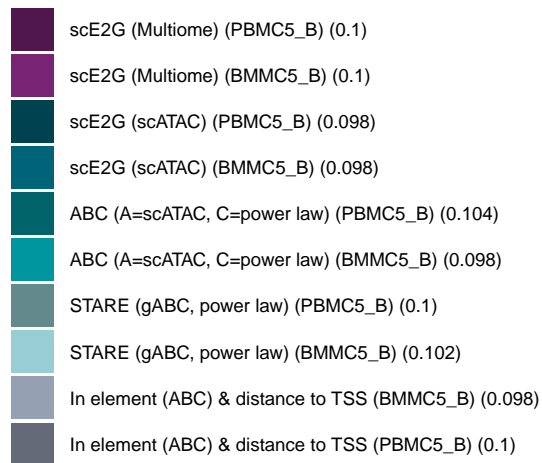 scE2G (Multiome) (PBMC5_B) (0.1)
scE2G (Multiome) (BMMC5_B) (0.1)
scE2G (scATAC) (PBMC5_B) (0.098)
scE2G (scATAC) (BMMC5_B) (0.098)
ABC (A=scATAC, C=power law) (PBMC5_B) (0.104)
ABC (A=scATAC, C=power law) (BMMC5_B) (0.098)
STARE (gABC, power law) (PBMC5_B) (0.1)
STARE (gABC, power law) (BMMC5_B) (0.102)
In element (ABC) & distance to TSS (BMMC5_B) (0.098)
In element (ABC) & distance to TSS (PBMC5_B) (0.1)